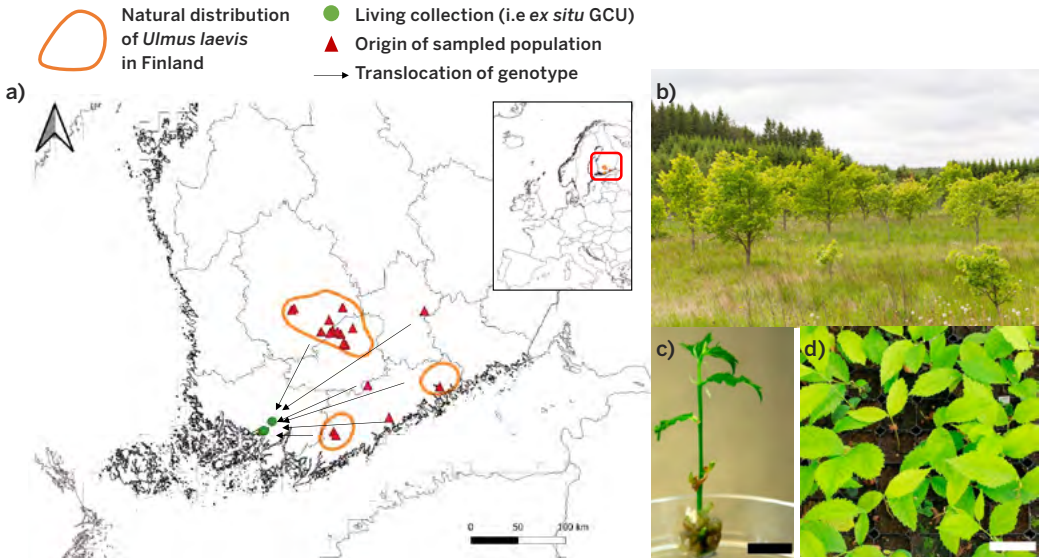 Natural distribution
of Ulmus laevis
in Finland
Living collection (i.e ex situ GCU)
Origin of sampled population
Translocation of genotype
a)
b)
c)
d)
0 50 100 km